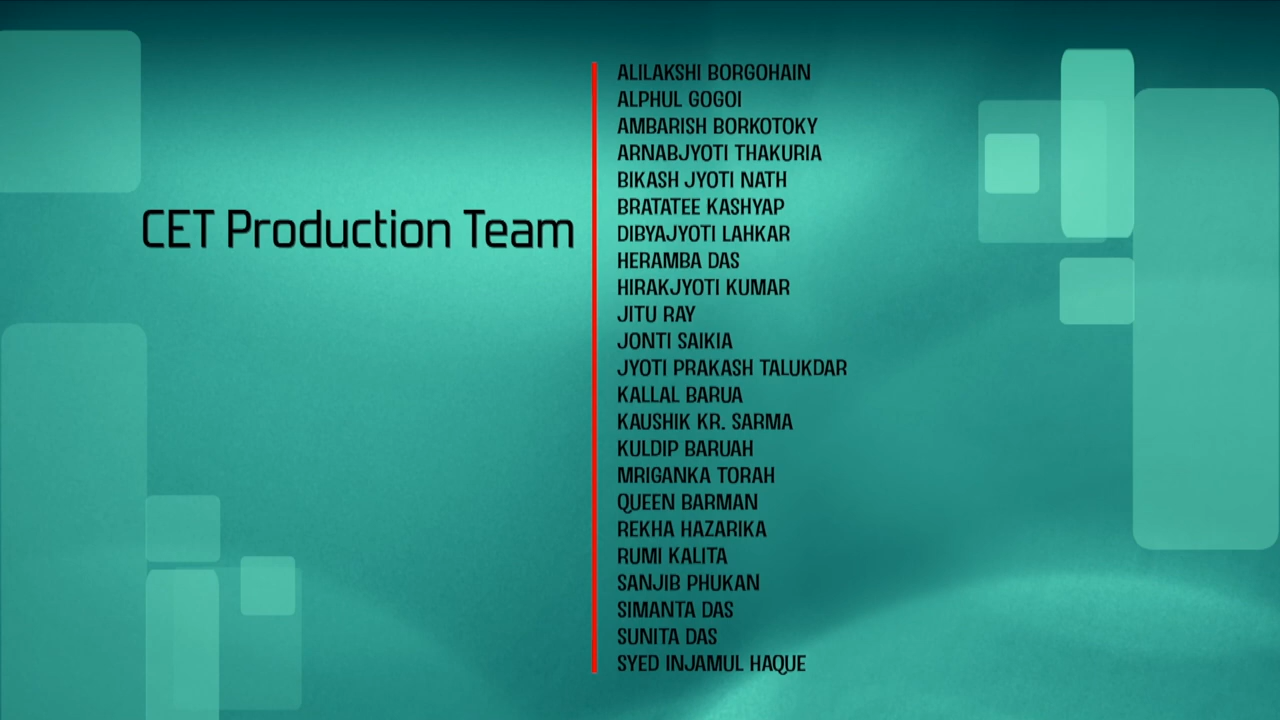 CET Production Team
ALILAKSHI BORGOHAIN
ALPHUL GOGOI
AMBARISH BORKOTOKY
ARNABJYOTI THAKURIA
BIKASH JYOTI NATH
BRATATEE KASHYAP
DIBYAJYOTI LAHKAR
HERAMBA DAS
HIRAKJYOTI KUMAR
JITU RAY
JONTI SAIKIA
JYOTI PRAKASH TALUKDAR
KALLAL BARUA
KAUSHIK KR. SARMA
KULDIP BARUAH
MRIGANKA TORAH
QUEEN BARMAN
REKHA HAZARIKA
RUMI KALITA
SANJIB PHUKAN
SIMANTA DAS
SUNITA DAS
SYED INJAMUL HAQUE